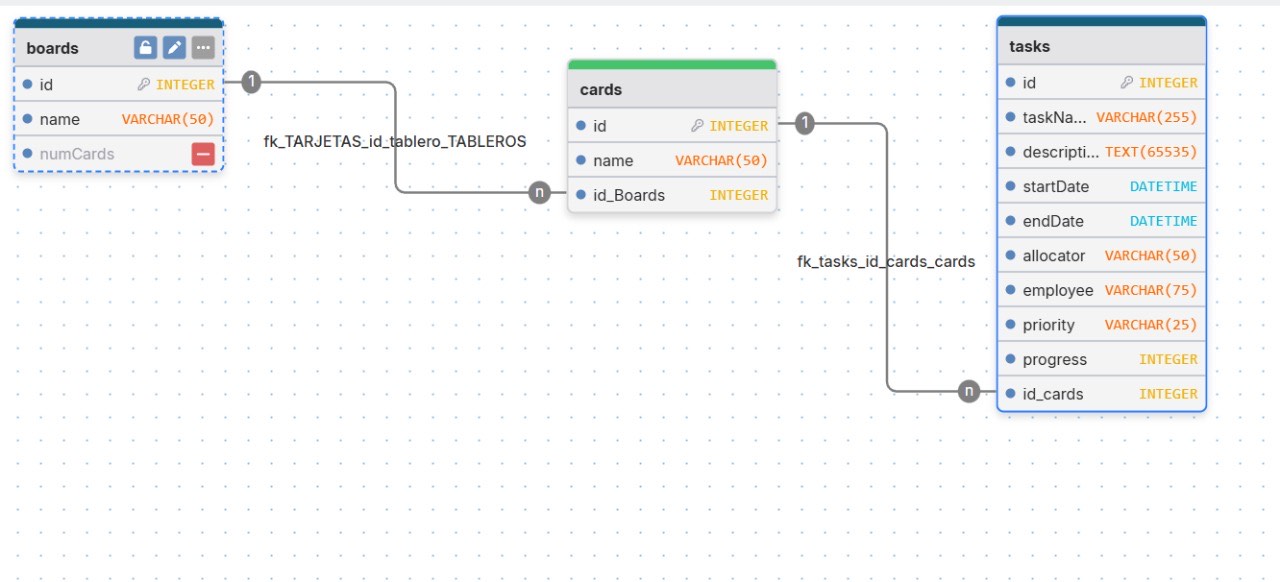 boards
id INTEGER
name VARCHAR(50)
numCards
1
fk_TARJETAS_id_tablero_TABLEROS
n
cards
id INTEGER
name VARCHAR(50)
id_Boards INTEGER
1
fk_tasks_id_cards_cards
n
tasks
id INTEGER
taskNa... VARCHAR(255)
descripti... TEXT(65535)
startDate DATETIME
endDate DATETIME
allocator VARCHAR(50)
employee VARCHAR(75)
priority VARCHAR(25)
progress INTEGER
id_cards INTEGER